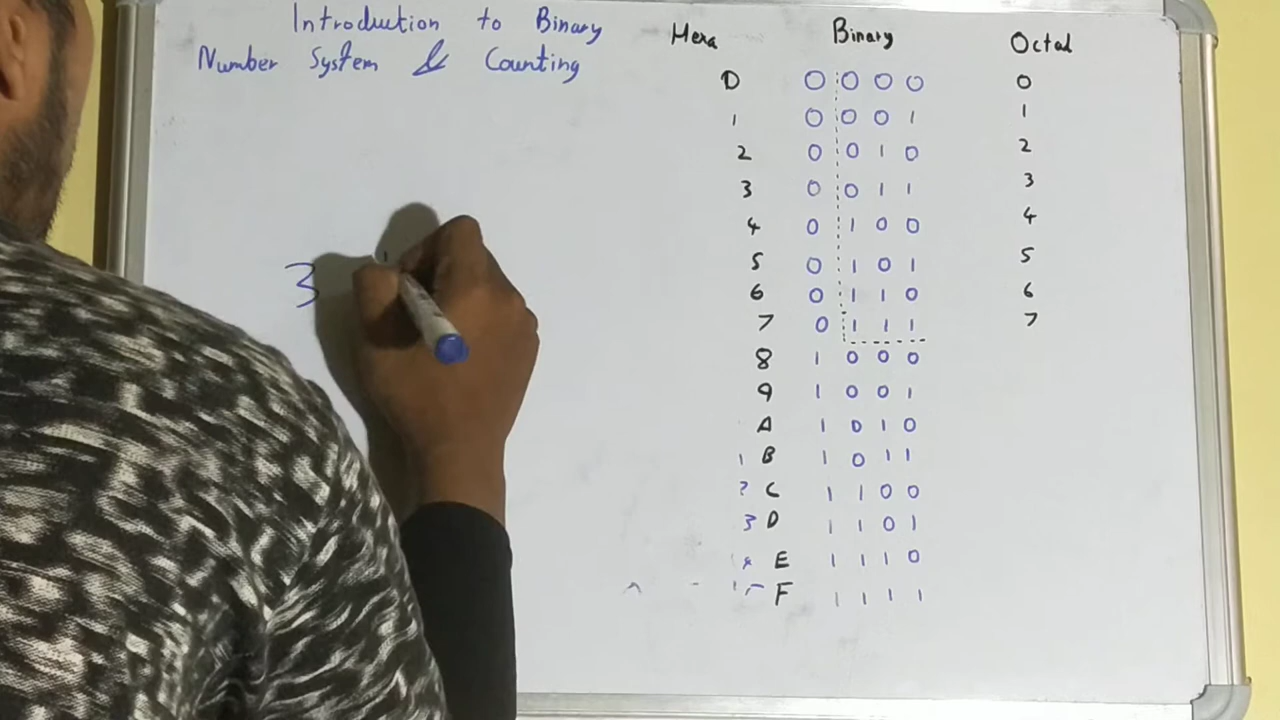 Introduction to Binary
Number System & Counting
Hexa Binary Octal
0 0 0 0 0 0
1 0 0 0 1 1
2 0 0 1 0 2
3 0 0 1 1 3
4 0 1 0 0 4
5 0 1 0 1 5
6 0 1 1 0 6
7 0 1 1 1 7
8 1 0 0 0
9 1 0 0 1
A 1 0 1 0
1 B 1 0 1 1
2 C 1 1 0 0
3 D 1 1 0 1
E 1 1 1 0
F 1 1 1 1
3